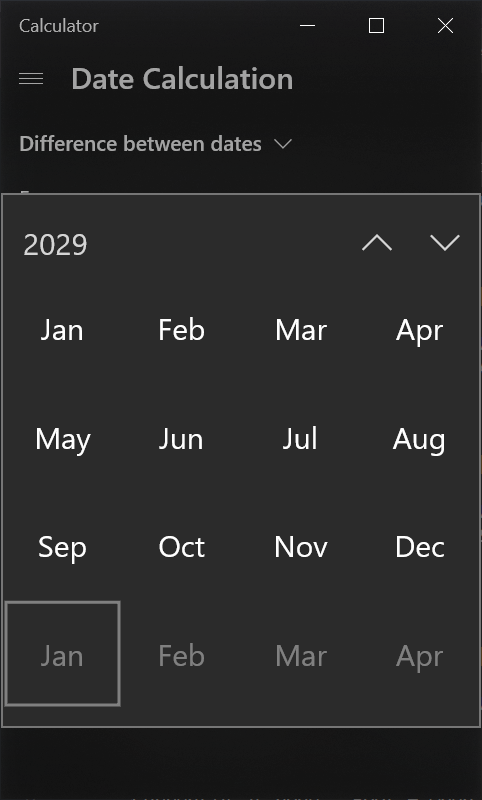 Calculator
Date Calculation
Difference between dates
2029
Jan Feb Mar Apr
May Jun Jul Aug
Sep Oct Nov Dec
Jan Feb Mar Apr